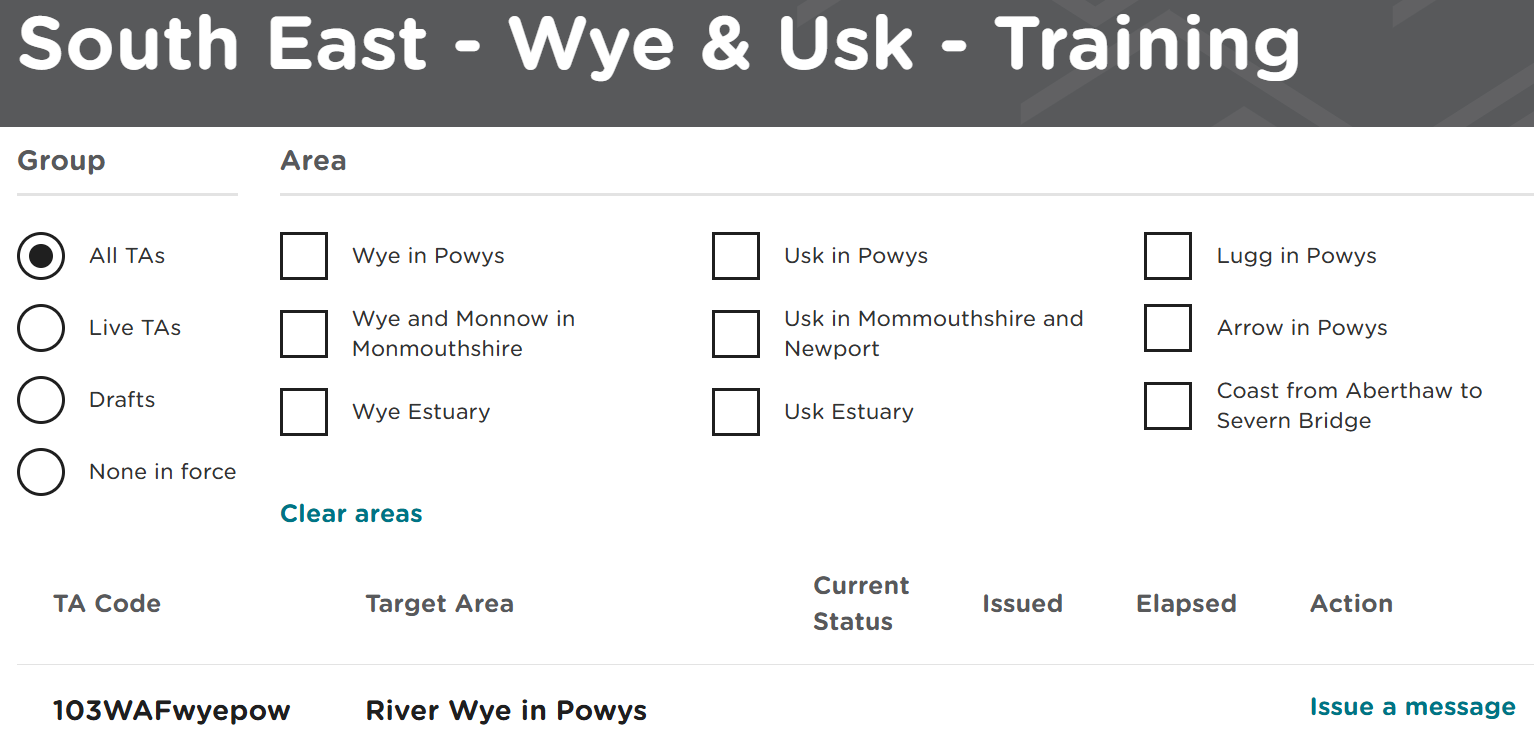 South East - Wye & Usk - Training
Group
Area
All TAs
Live TAs
Drafts
None in force
Wye in Powys
Wye and Monnow in
Monmouthshire
Wye Estuary
Usk in Powys
Usk in Mommouthshire and
Newport
Usk Estuary
Lugg in Powys
Arrow in Powys
Coast from Aberthaw to
Severn Bridge
Clear areas
TA Code
Target Area
Current
Status
Issued
Elapsed
Action
103WAFwyepow
River Wye in Powys
Issue a message